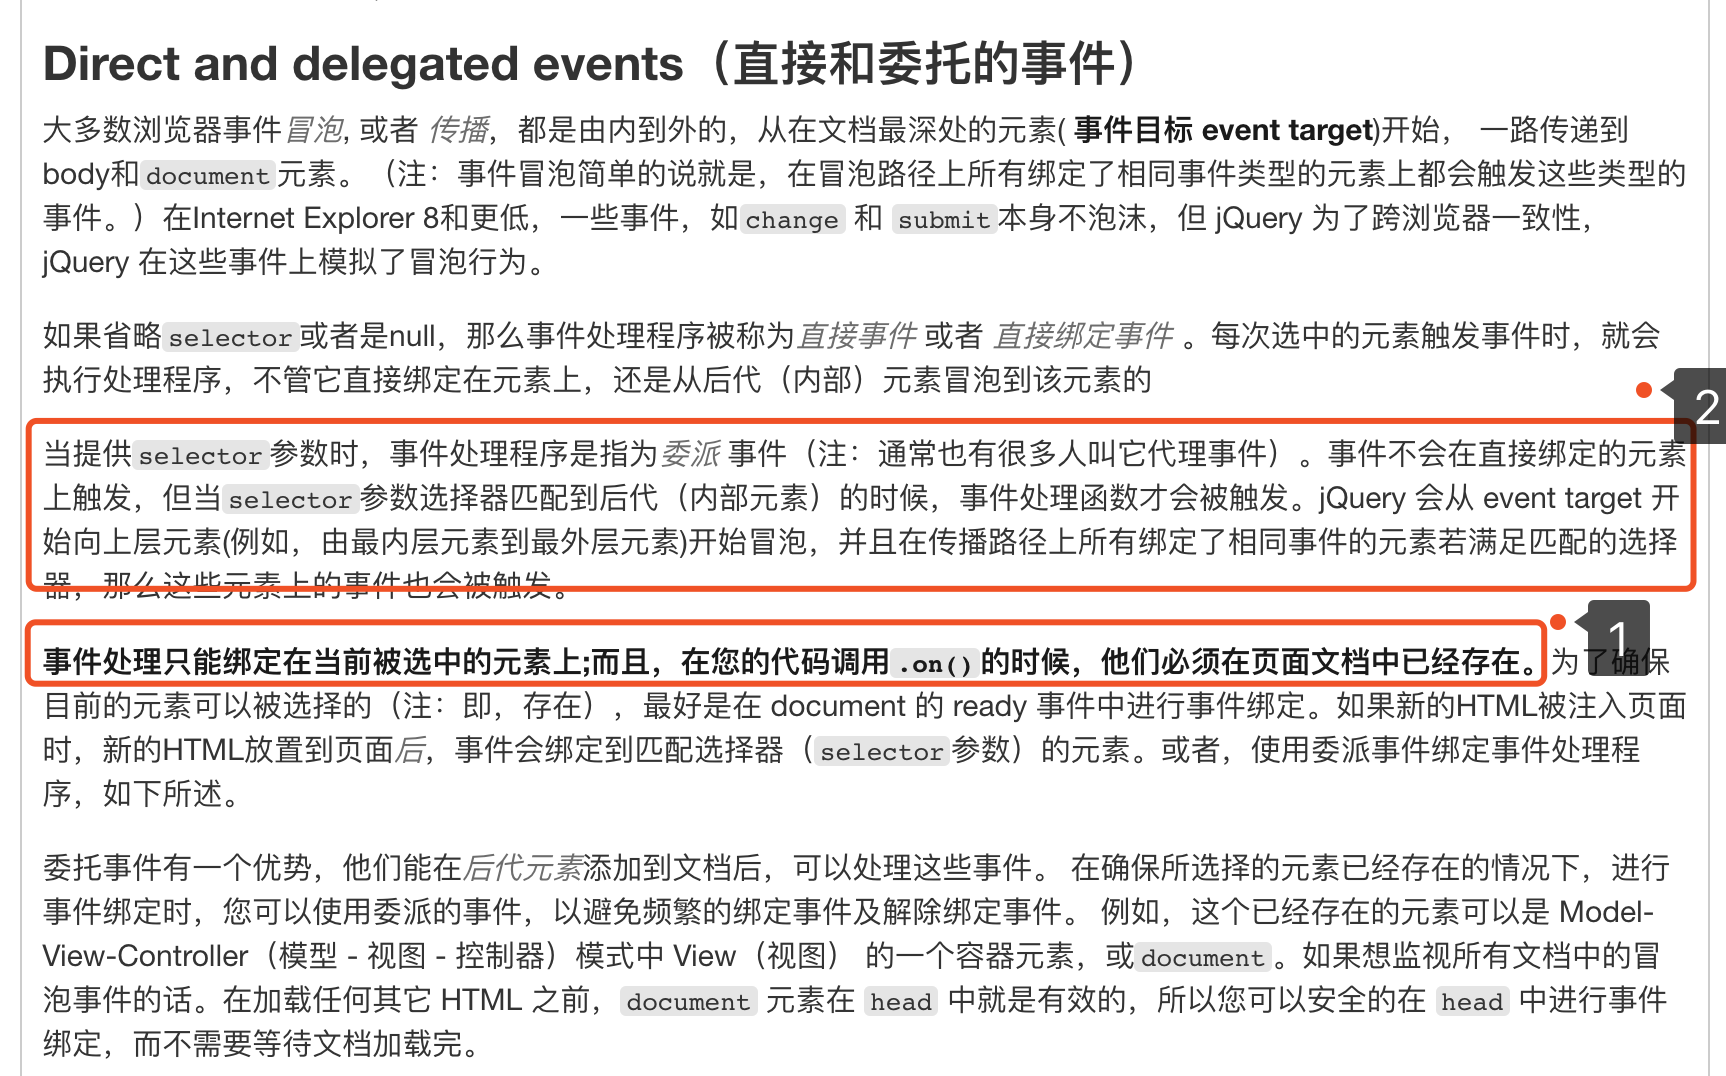 Direct and delegated events（直接和委托的事件）
大多数浏览器事件冒泡, 或者 传播，都是由内到外的，从在文档最深处的元素( 事件目标 event target)开始， 一路传递到
body和document元素。（注：事件冒泡简单的说就是，在冒泡路径上所有绑定了相同事件类型的元素上都会触发这些类型的
事件。）在Internet Explorer 8和更低，一些事件，如change 和 submit本身不泡沫，但 jQuery 为了跨浏览器一致性，
jQuery 在这些事件上模拟了冒泡行为。
如果省略selector或者是null，那么事件处理程序被称为直接事件 或者 直接绑定事件 。每次选中的元素触发事件时，就会
执行处理程序，不管它直接绑定在元素上，还是从后代（内部）元素冒泡到该元素的
2
当提供selector参数时，事件处理程序是指为委派 事件（注：通常也有很多人叫它代理事件）。事件不会在直接绑定的元素
上触发，但当selector参数选择器匹配到后代（内部元素）的时候，事件处理函数才会被触发。jQuery 会从 event target 开
始向上层元素(例如，由最内层元素到最外层元素)开始冒泡，并且在传播路径上所有绑定了相同事件的元素若满足匹配的选择
器，那么这些元素上的事件也会被触发。
1
事件处理只能绑定在当前被选中的元素上;而且，在您的代码调用.on()的时候，他们必须在页面文档中已经存在。为了确保
目前的元素可以被选择的（注：即，存在），最好是在 document 的 ready 事件中进行事件绑定。如果新的HTML被注入页面
时，新的HTML放置到页面后，事件会绑定到匹配选择器（selector参数）的元素。或者，使用委派事件绑定事件处理程
序，如下所述。
委托事件有一个优势，他们能在后代元素添加到文档后，可以处理这些事件。 在确保所选择的元素已经存在的情况下，进行
事件绑定时，您可以使用委派的事件，以避免频繁的绑定事件及解除绑定事件。 例如，这个已经存在的元素可以是 Model-
View-Controller（模型 - 视图 - 控制器）模式中 View（视图） 的一个容器元素，或document。如果想监视所有文档中的冒
泡事件的话。在加载任何其它 HTML 之前，document 元素在 head 中就是有效的，所以您可以安全的在 head 中进行事件
绑定，而不需要等待文档加载完。